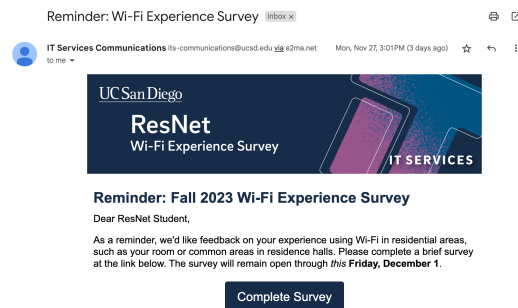 Reminder: Wi-Fi Experience Survey Inbox ×
IT Services Communications its-communications@ucsd.edu via e2ma.net Mon, Nov 27, 3:01 PM (3 days ago)
to me
UC San Diego
ResNet
Wi-Fi Experience Survey
IT SERVICES
Reminder: Fall 2023 Wi-Fi Experience Survey
Dear ResNet Student,
As a reminder, we'd like feedback on your experience using Wi-Fi in residential areas,
such as your room or common areas in residence halls. Please complete a brief survey
at the link below. The survey will remain open through this Friday, December 1.
Complete Survey